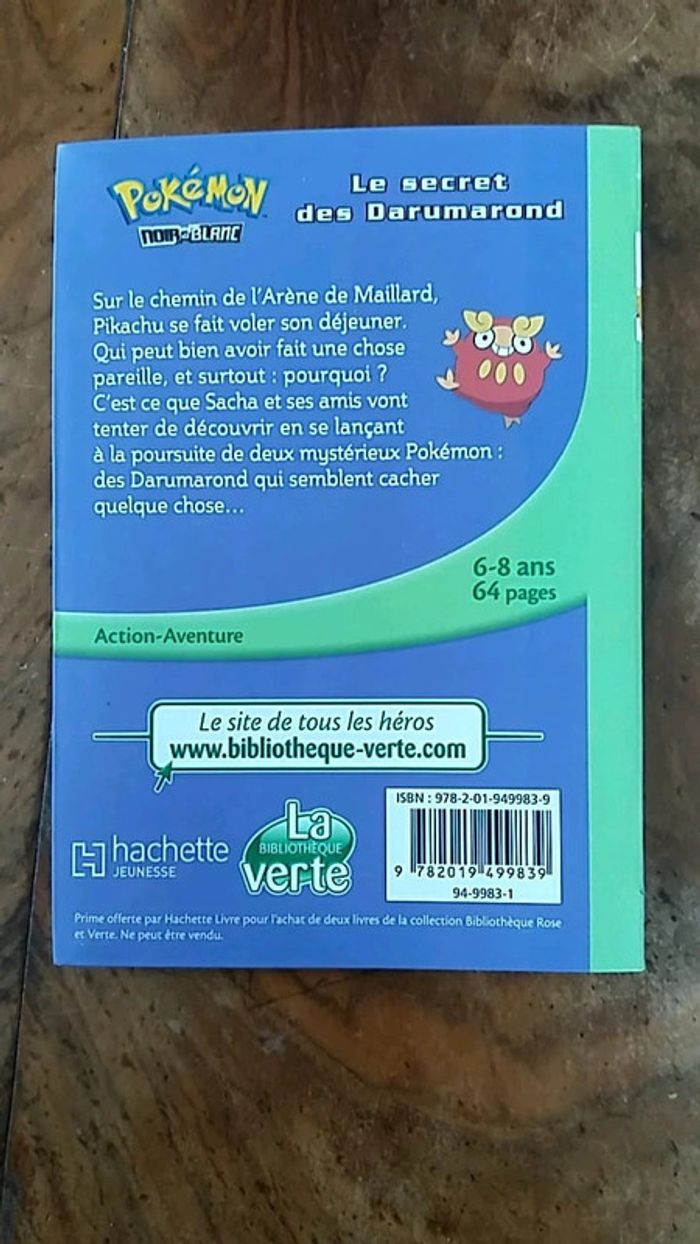 POKÉMON
NOIR et BLANC
Le secret
des Darumarond
Sur le chemin de l'Arène de Maillard,
Pikachu se fait voler son déjeuner.
Qui peut bien avoir fait une chose
pareille, et surtout : pourquoi ?
C'est ce que Sacha et ses amis vont
tenter de découvrir en se lançant
à la poursuite de deux mystérieux Pokémon :
des Darumarond qui semblent cacher
quelque chose...
6-8 ans
64 pages
Action-Aventure
Le site de tous les héros
www.bibliotheque-verte.com
hachette
JEUNESSE
La
BIBLIOTHÈQUE
verte
ISBN : 978-2-01-949983-9
9 782019 499839
94-9983-1
Prime offerte par Hachette Livre pour l'achat de deux livres de la collection Bibliothèque Rose
et Verte. Ne peut être vendu.